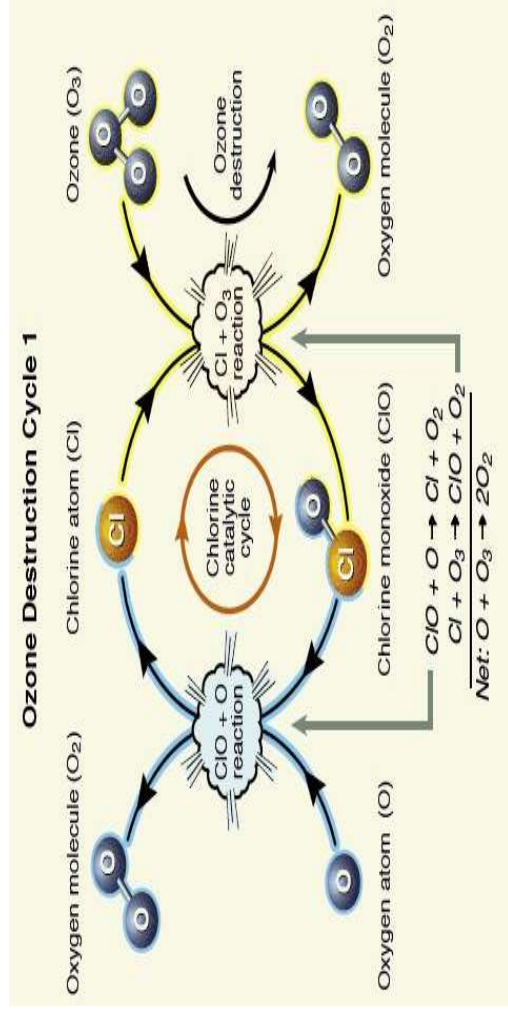 Ozone Destruction Cycle 1
Oxygen molecule (O2)
Chlorine atom (Cl)
Ozone (O3)
O
O
Cl
O
O
O
ClO + O
reaction
Chlorine
catalytic
cycle
Cl + O3
reaction
Ozone
destruction
O
O
Cl
O
O
Oxygen atom (O)
Chlorine monoxide (ClO)
Oxygen molecule (O2)
ClO + O → Cl + O2
Cl + O3 → ClO + O2
Net: O + O3 → 2O2